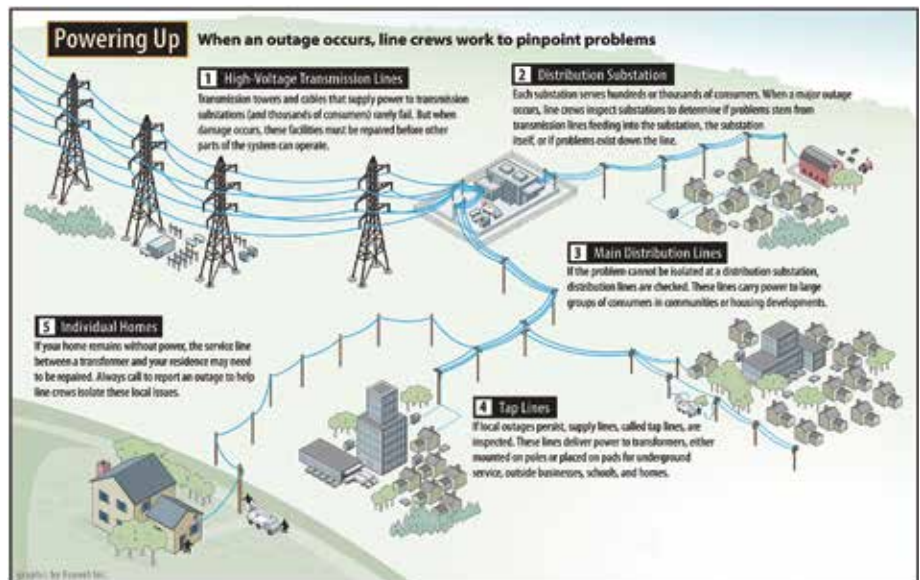 Powering Up When an outage occurs, line crews work to pinpoint problems
1 High-Voltage Transmission Lines
Transmission towers and cables that supply power to transmission
substations (and thousands of consumers) rarely fail. But when
damage occurs, these facilities must be repaired before other
parts of the system can operate.
2 Distribution Substation
Each substation serves hundreds or thousands of consumers. When a major outage
occurs, line crews inspect substations to determine if problems stem from
transmission lines feeding into the substation, the substation
itself, or if problems exist down the line.
3 Main Distribution Lines
If the problem cannot be isolated at a distribution substation,
distribution lines are checked. These lines carry power to large
groups of consumers in communities or housing developments.
4 Tap Lines
If local outages persist, supply lines, called tap lines, are
inspected. These lines deliver power to transformers, either
mounted on poles or placed on pads for underground
service, outside businesses, schools, and homes.
5 Individual Homes
If your home remains without power, the service line
between a transformer and your residence may need
to be repaired. Always call to report an outage to help
line crews isolate these local issues.
graphic by Inc.